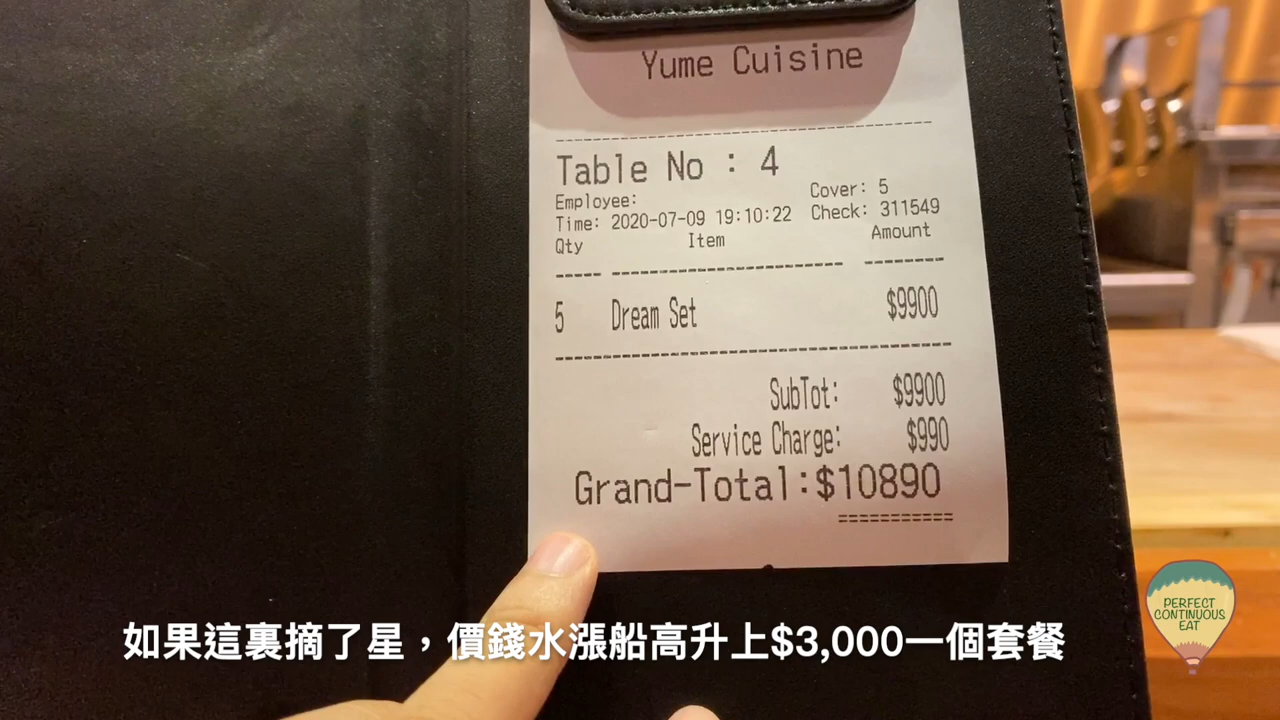 Yume Cuisine
Table No : 4
Employee:
Cover: 5
Time: 2020-07-09 19:10:22 Check: 311549
Qty Item Amount
5 Dream Set $9900
SubTot: $9900
Service Charge: $990
Grand-Total:$10890
如果這裏摘了星，價錢水漲船高升上$3,000一個套餐
PERFECT
CONTINUOUS
EAT